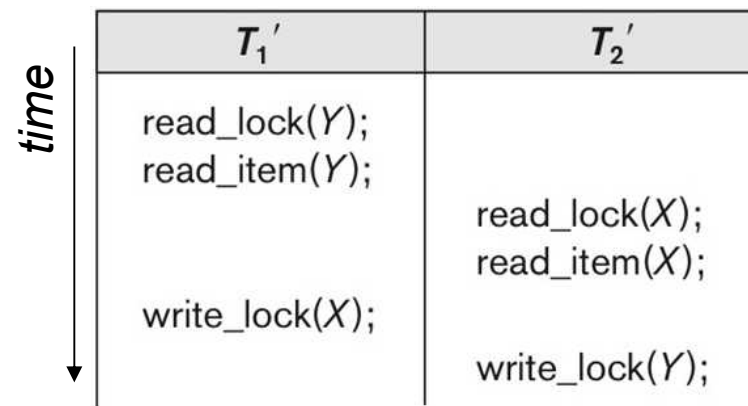 time
T₁′ T₂′
read_lock(Y);
read_item(Y);
read_lock(X);
read_item(X);
write_lock(X);
write_lock(Y);